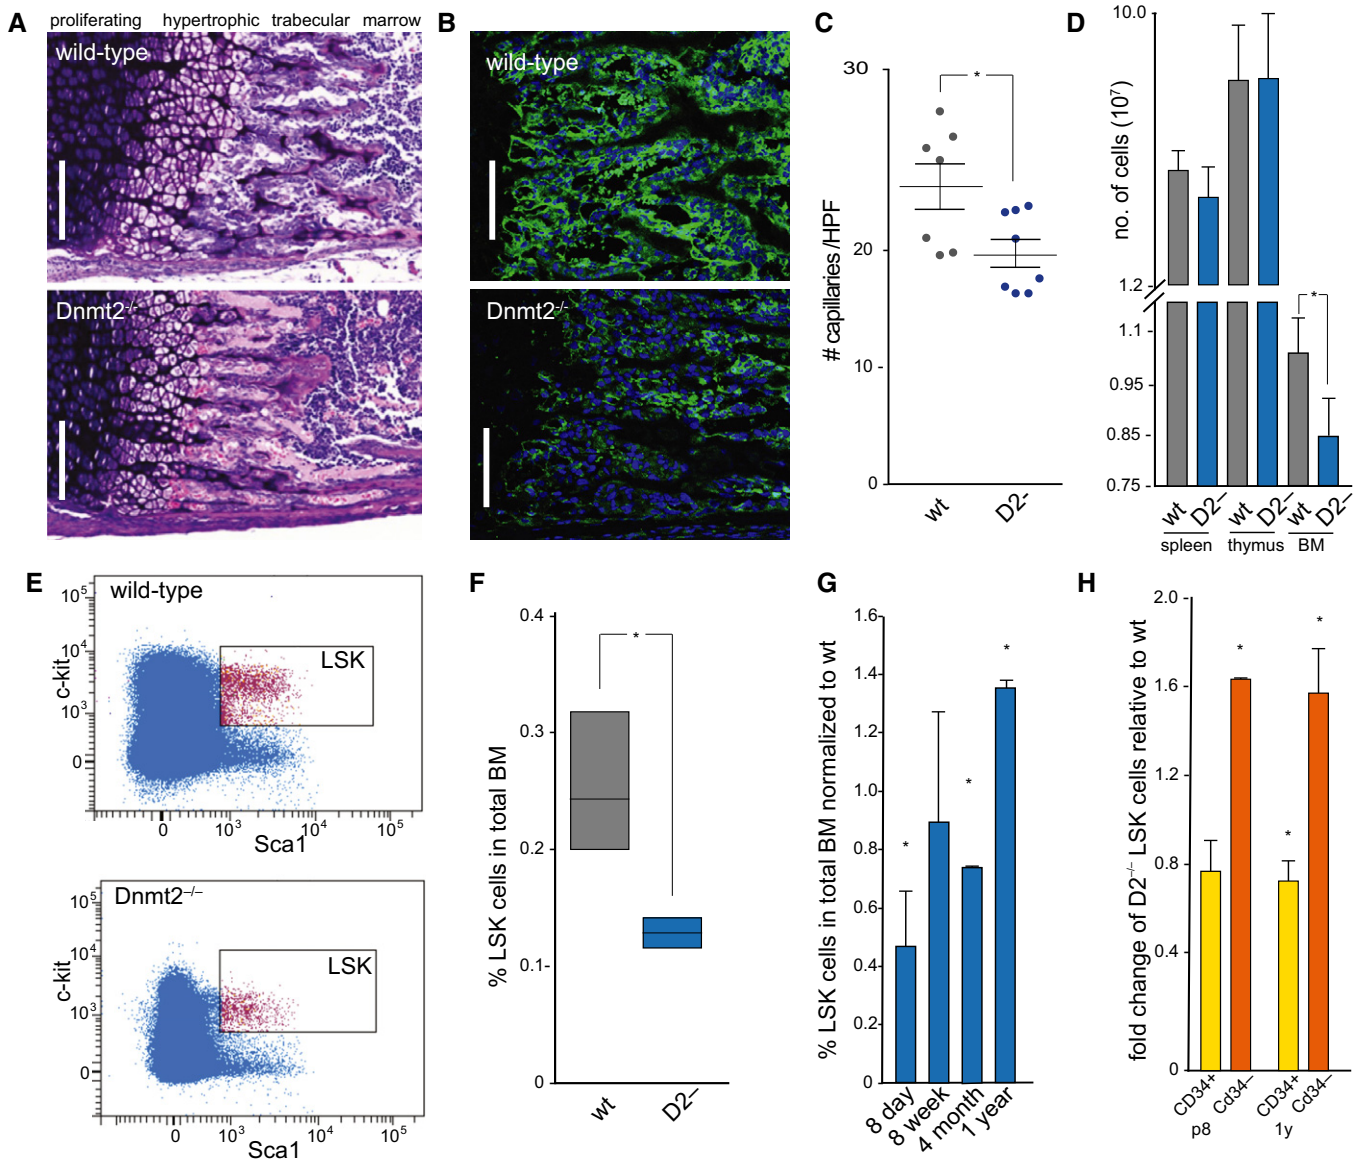 A
proliferating hypertrophic trabecular marrow
wild-type
Dnmt2-/-
B
wild-type
Dnmt2-/-
C
# capillaries/HPF
30
20
10
0
*
wt
D2-
D
no. of cells (10⁷)
10.0
1.2
1.1
0.95
0.85
0.75
*
wt D2– wt D2– wt D2–
spleen thymus BM
E
wild-type
LSK
c-kit
10⁵
10⁴
10³
0
0 10³ 10⁴ 10⁵
Sca1
Dnmt2–/–
LSK
c-kit
10⁵
10⁴
10³
0
0 10³ 10⁴ 10⁵
Sca1
F
% LSK cells in total BM
0.4
0.3
0.2
0.1
0
*
wt
D2–
G
% LSK cells in total BM normalized to wt
1.6
1.4
1.2
1.0
0.8
0.6
0.4
0.2
0
*
*
*
8 day
8 week
4 month
1 year
H
fold change of D2–/– LSK cells relative to wt
2.0
1.6
1.2
0.8
0.4
0
*
*
*
CD34+ Cd34– CD34+ Cd34–
p8 1y